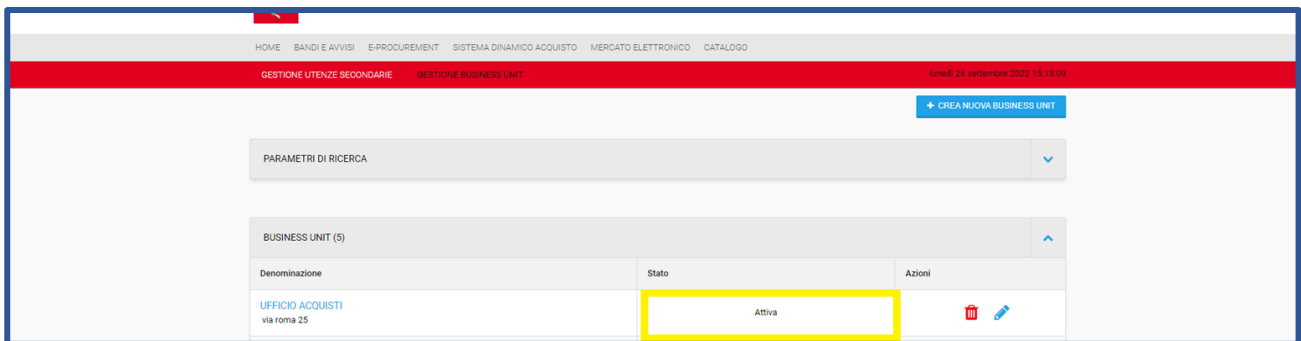 HOME BANDI E AVVISI E-PROCUREMENT SISTEMA DINAMICO ACQUISTO MERCATO ELETTRONICO CATALOGO
GESTIONE UTENZE SECONDARIE GESTIONE BUSINESS UNIT lunedì 26 settembre 2022 15:13:09
+ CREA NUOVA BUSINESS UNIT
PARAMETRI DI RICERCA
BUSINESS UNIT (5)
Denominazione Stato Azioni
UFFICIO ACQUISTI Attiva
via roma 25